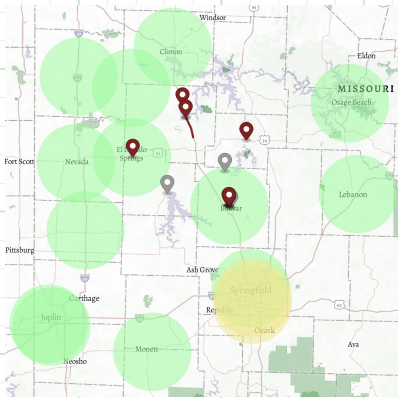 Windsor
Clinton
Eldon
MISSOURI
Osage Beach
El Dorado
Springs
Fort Scott
Nevada
Lebanon
Bolivar
Pittsburg
Ash Grove
Springfield
Carthage
Joplin
Ozark
Ava
Monett
Neosho